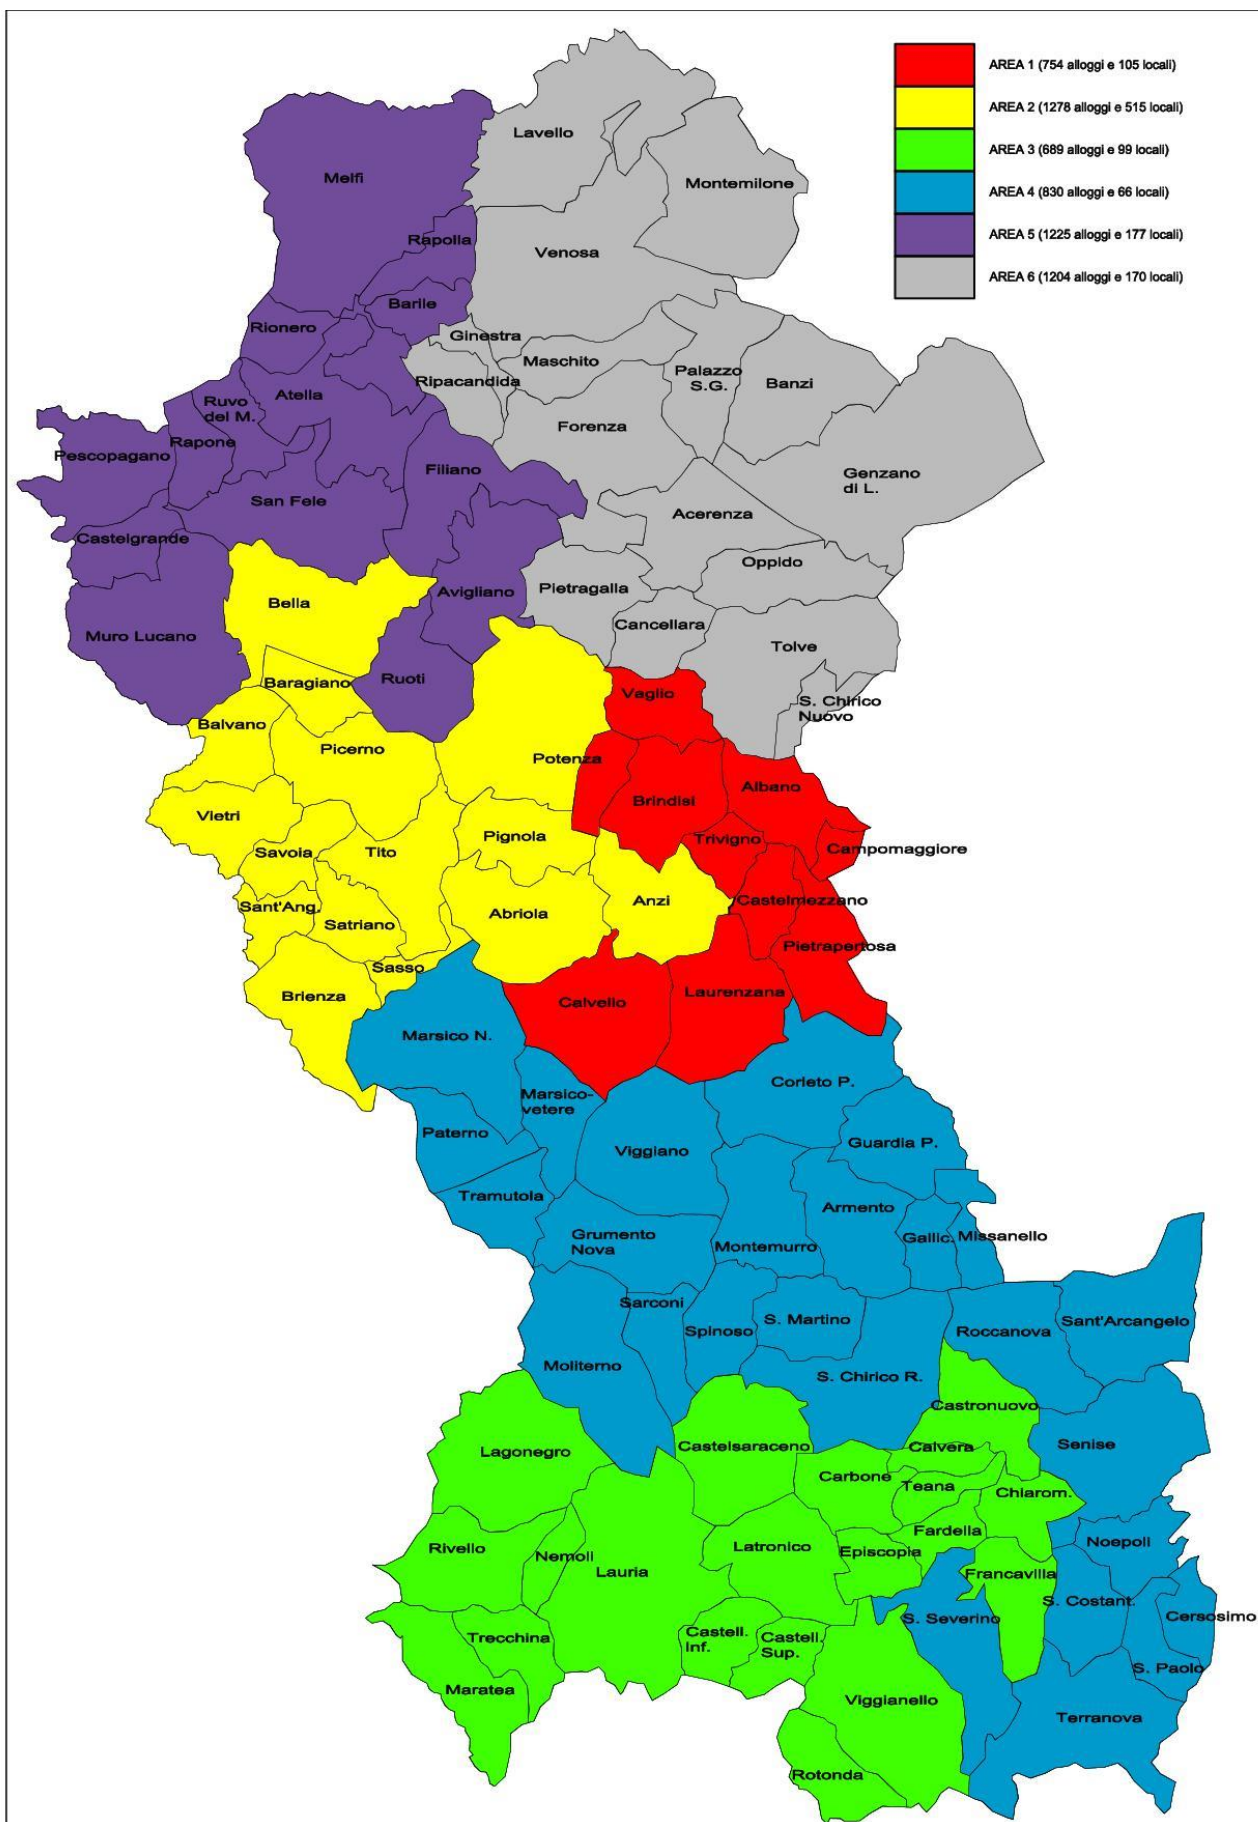 AREA 1 (754 alloggi e 105 locali)
AREA 2 (1278 alloggi e 515 locali)
AREA 3 (689 alloggi e 99 locali)
AREA 4 (830 alloggi e 66 locali)
AREA 5 (1225 alloggi e 177 locali)
AREA 6 (1204 alloggi e 170 locali)
Lavello
Melfi
Montemilone
Rapolla
Venosa
Barile
Rionero
Ginestra
Maschito
Ripacandida
Palazzo
S.G.
Banzi
Atella
Ruvo
del M.
Forenza
Rapone
Pescopagano
Filiano
Genzano
di L.
San Fele
Acerenza
Castelgrande
Oppido
Pietragalla
Avigliano
Bella
Cancellara
Muro Lucano
Tolve
Ruoti
Baragiano
Vaglio
S. Chirico
Nuovo
Balvano
Picerno
Potenza
Albano
Brindisi
Vietri
Pignola
Trivigno
Campomaggiore
Savoia
Tito
Castelmezzano
Anzi
Sant'Ang.
Abriola
Satriano
Pietrapertosa
Sasso
Brienza
Laurenzana
Calvello
Marsico N.
Corleto P.
Marsico-
vetere
Paterno
Guardia P.
Viggiano
Tramutola
Armento
Grumento
Nova
Montemurro
Gallic.
Missanello
Sarconi
Spinoso
S. Martino
Roccanova
Sant'Arcangelo
Moliterno
S. Chirico R.
Castronuovo
Lagonegro
Castelsaraceno
Calvera
Senise
Carbone
Teana
Chiarom.
Fardella
Noepoli
Rivello
Nemoli
Latronico
Episcopia
Lauria
Francavilla
S. Costant.
S. Severino
Cersosimo
Trecchina
Castell.
Inf.
Castell.
Sup.
S. Paolo
Maratea
Viggianello
Terranova
Rotonda